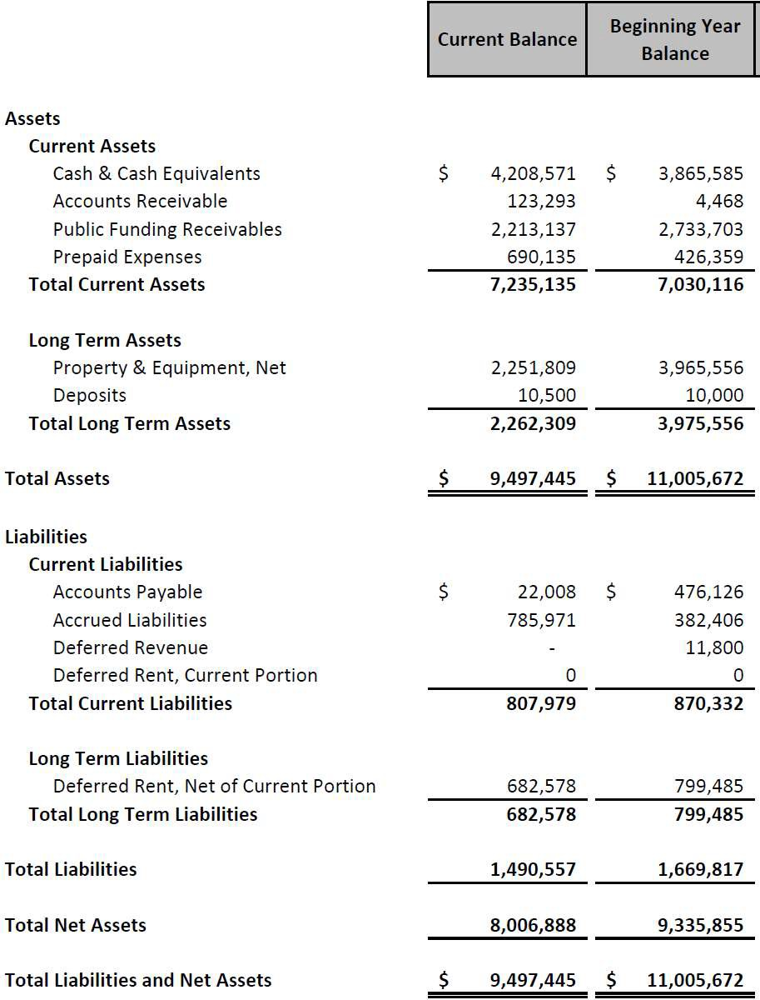 Current Balance Beginning Year Balance
Assets
Current Assets
Cash & Cash Equivalents $ 4,208,571 $ 3,865,585
Accounts Receivable 123,293 4,468
Public Funding Receivables 2,213,137 2,733,703
Prepaid Expenses 690,135 426,359
Total Current Assets 7,235,135 7,030,116
Long Term Assets
Property & Equipment, Net 2,251,809 3,965,556
Deposits 10,500 10,000
Total Long Term Assets 2,262,309 3,975,556
Total Assets $ 9,497,445 $ 11,005,672
Liabilities
Current Liabilities
Accounts Payable $ 22,008 $ 476,126
Accrued Liabilities 785,971 382,406
Deferred Revenue - 11,800
Deferred Rent, Current Portion 0 0
Total Current Liabilities 807,979 870,332
Long Term Liabilities
Deferred Rent, Net of Current Portion 682,578 799,485
Total Long Term Liabilities 682,578 799,485
Total Liabilities 1,490,557 1,669,817
Total Net Assets 8,006,888 9,335,855
Total Liabilities and Net Assets $ 9,497,445 $ 11,005,672